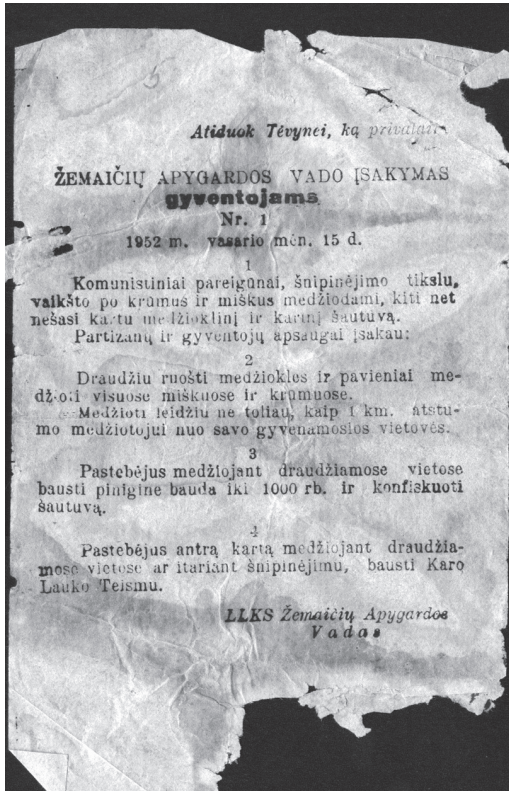 Atiduok Tėvynei, ką privalai.
ŽEMAIČIŲ APYGARDOS VADO ĮSAKYMAS
gyventojams
Nr. 1
1952 m. vasario mėn. 15 d.
1
Komunistiniai pareigūnai, šnipinėjimo tikslu,
vaikšto po krūmus ir miškus medžiodami, kiti net
nešasi kartu medžioklinį ir karinį šautuvą.
Partizanų ir gyventojų apsaugai įsakau:
2
Draudžiu ruošti medžiokles ir pavieniai me-
džioti visuose miškuose ir krūmuose.
Medžioti leidžiu ne toliau, kaip 1 km. atstu-
mo medžiotojui nuo savo gyvenamosios vietovės.
3
Pastebėjus medžiojant draudžiamose vietose
bausti pinigine bauda iki 1000 rb. ir konfiskuoti
šautuvą.
4
Pastebėjus antrą kartą medžiojant draudžia-
mose vietose ar įtariant šnipinėjimu, bausti Karo
Lauko Teismu.
LLKS Žemaičių Apygardos
Vadas